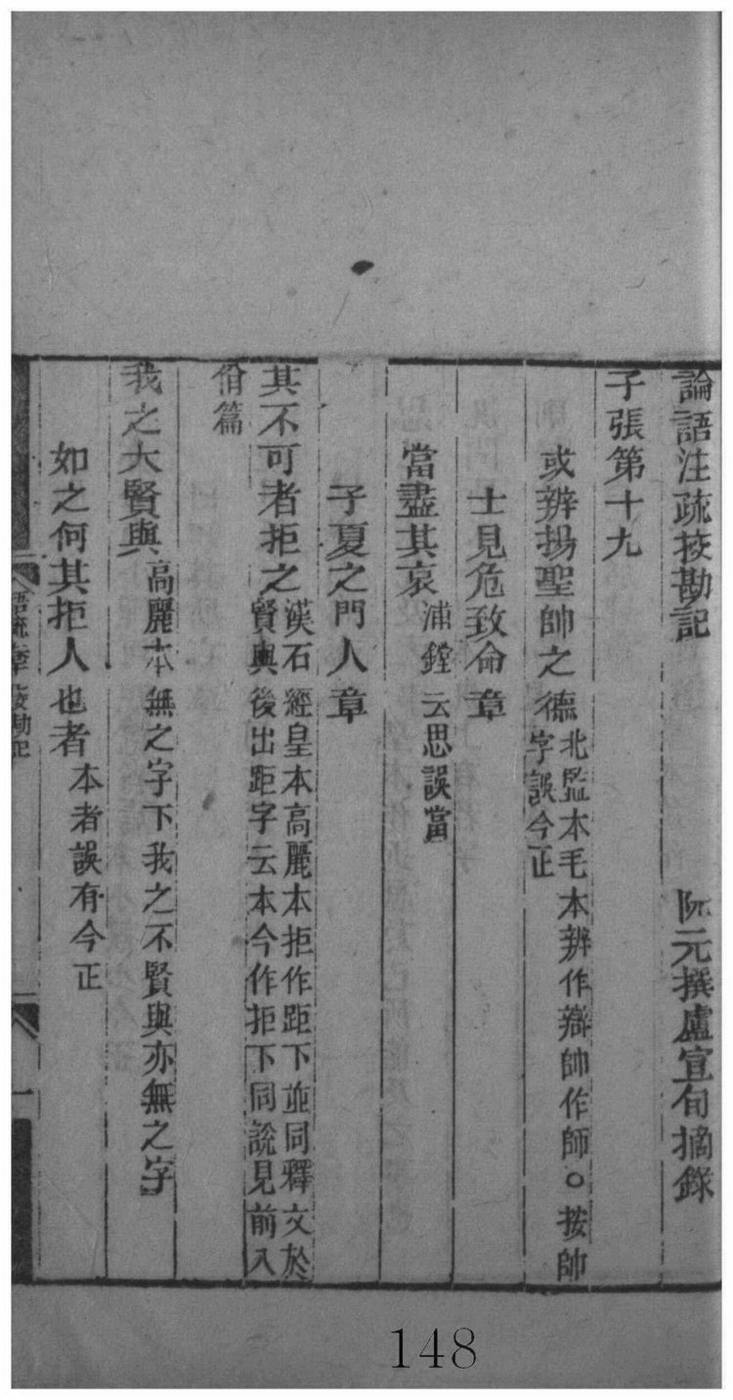 論語注疏挍勘記 阮元撰盧宣旬摘錄
子張第十九
或辨揚聖師之德 北監本毛本辨作辯帥作師○按帥字誤今正
士見危致命章
當盡其哀 浦鏜云思誤當
子夏之門人章
其不可者拒之 漢石經皇本高麗本拒作距下並同釋文於賢與後出距字云本今作拒下同說見前八
佾篇
我之大賢與 高麗本無之字下我之不賢與亦無之字
如之何其拒人也者 本者誤有今正
148